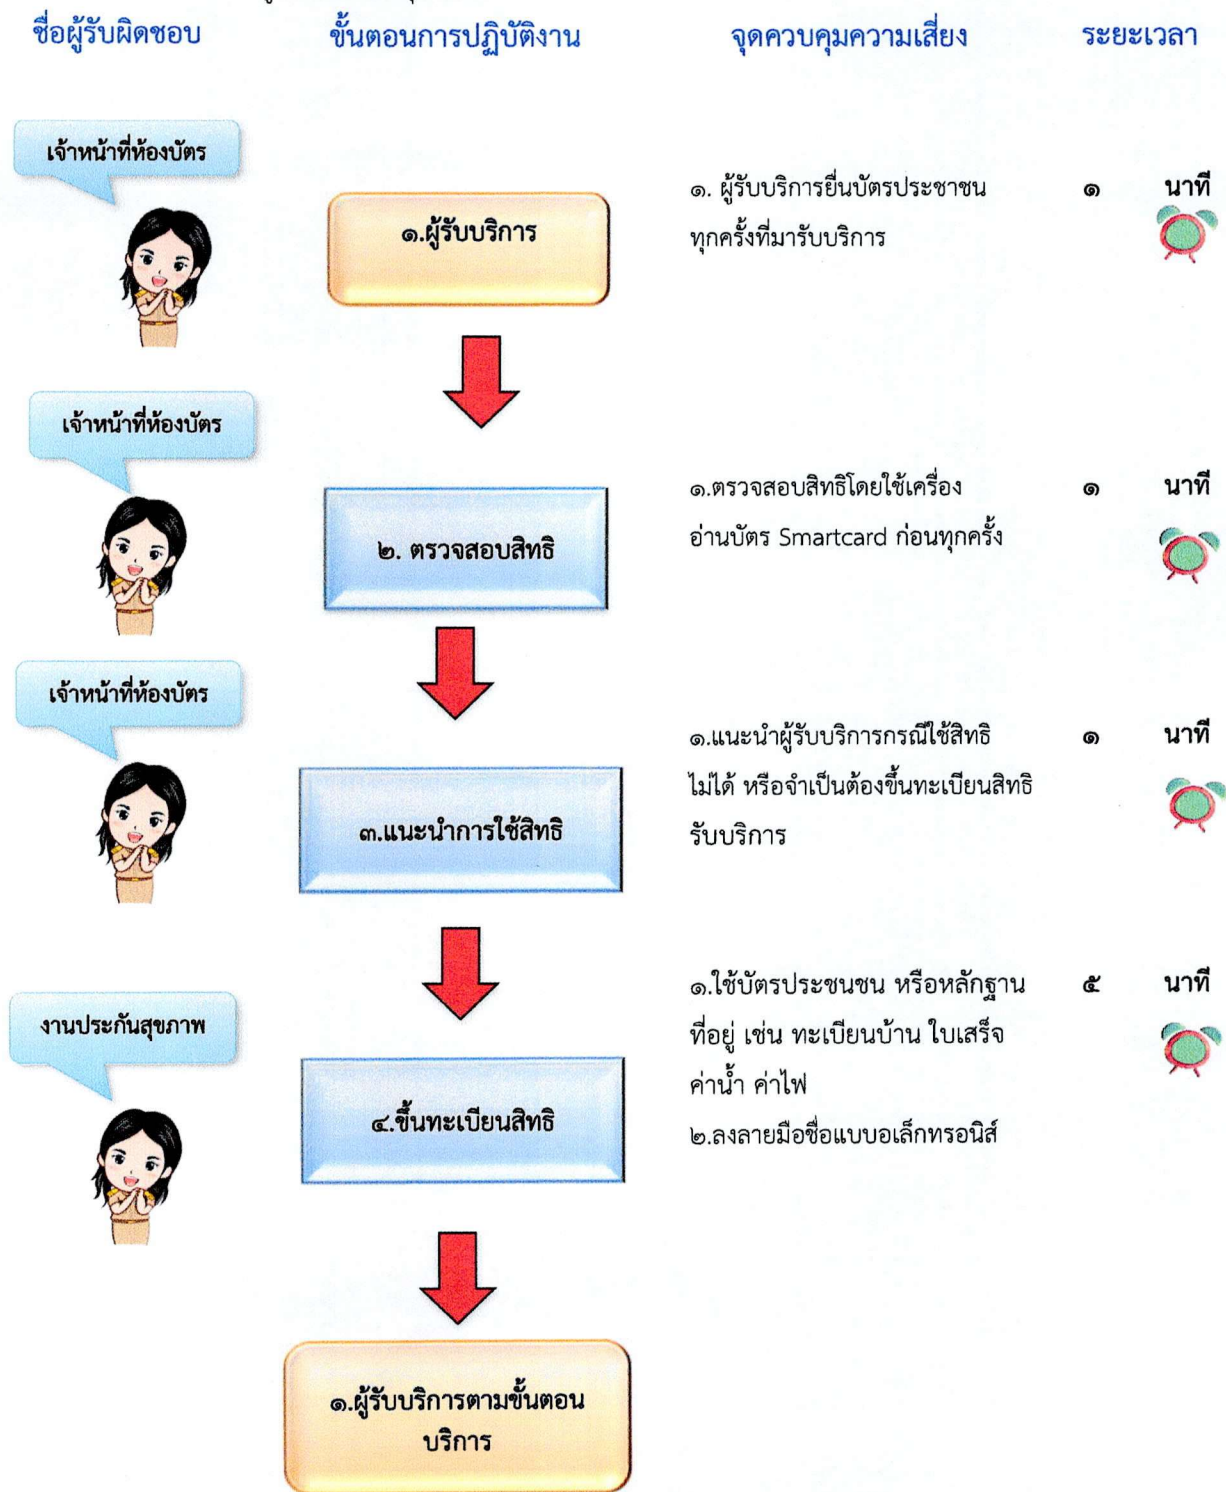 ชื่อผู้รับผิดชอบ ขั้นตอนการปฏิบัติงาน จุดควบคุมความเสี่ยง ระยะเวลา
เจ้าหน้าที่ห้องบัตร
๑.ผู้รับบริการ
๑. ผู้รับบริการยื่นบัตรประชาชน
ทุกครั้งที่มารับบริการ
๑ นาที
เจ้าหน้าที่ห้องบัตร
๒. ตรวจสอบสิทธิ
๑.ตรวจสอบสิทธิโดยใช้เครื่อง
อ่านบัตร Smartcard ก่อนทุกครั้ง
๑ นาที
เจ้าหน้าที่ห้องบัตร
๓.แนะนำการใช้สิทธิ
๑.แนะนำผู้รับบริการกรณีใช้สิทธิ
ไม่ได้ หรือจำเป็นต้องขึ้นทะเบียนสิทธิ
รับบริการ
๑ นาที
งานประกันสุขภาพ
๔.ขึ้นทะเบียนสิทธิ
๑.ใช้บัตรประชนชน หรือหลักฐาน
ที่อยู่ เช่น ทะเบียนบ้าน ใบเสร็จ
ค่าน้ำ ค่าไฟ
๒.ลงลายมือชื่อแบบอเล็กทรอนิส์
๕ นาที
๑.ผู้รับบริการตามขั้นตอน
บริการ